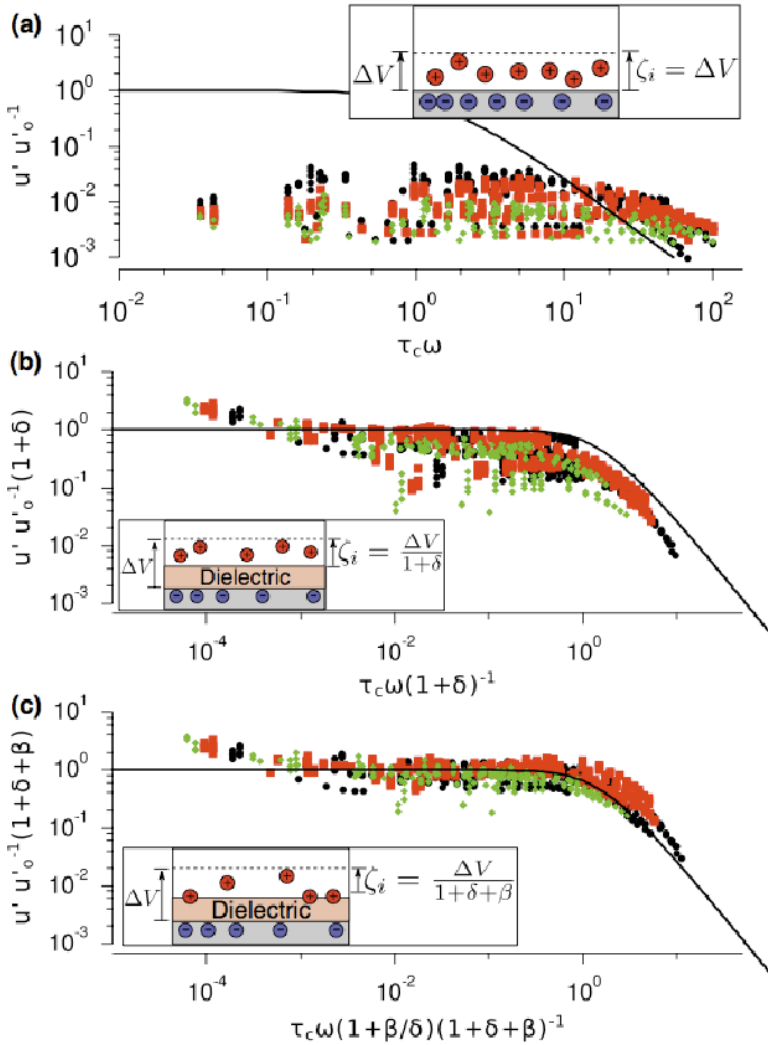 (a)
10^1
10^0
10^-1
10^-2
10^-3
u' u'_o^-1
ΔV
ζ_i = ΔV
10^-2
10^-1
10^0
10^1
10^2
τ_c ω
(b)
10^1
10^0
10^-1
10^-2
10^-3
u' u'_o^-1(1+δ)
ΔV
Dielectric
ζ_i = ΔV/(1+δ)
10^-4
10^-2
10^0
τ_c ω(1+δ)^-1
(c)
10^1
10^0
10^-1
10^-2
10^-3
u' u'_o^-1(1+δ+β)
ΔV
Dielectric
ζ_i = ΔV/(1+δ+β)
10^-4
10^-2
10^0
τ_c ω(1+β/δ)(1+δ+β)^-1